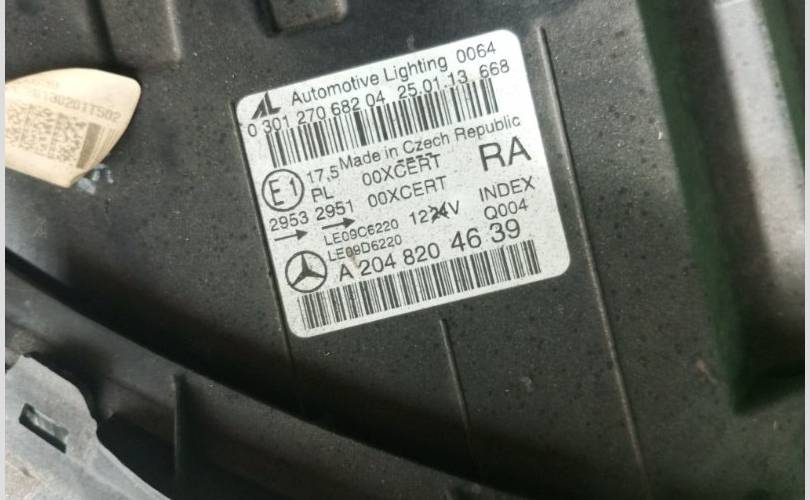 AL Automotive Lighting 0064
0 301 270 682 04 25.01.13 668
Made in Czech Republic
E1 17,5 00XCERT RA
PL 00XCERT
2953 2951
LE09C6220 1224V INDEX
LE09D6220 Q004
A 204 820 46 39